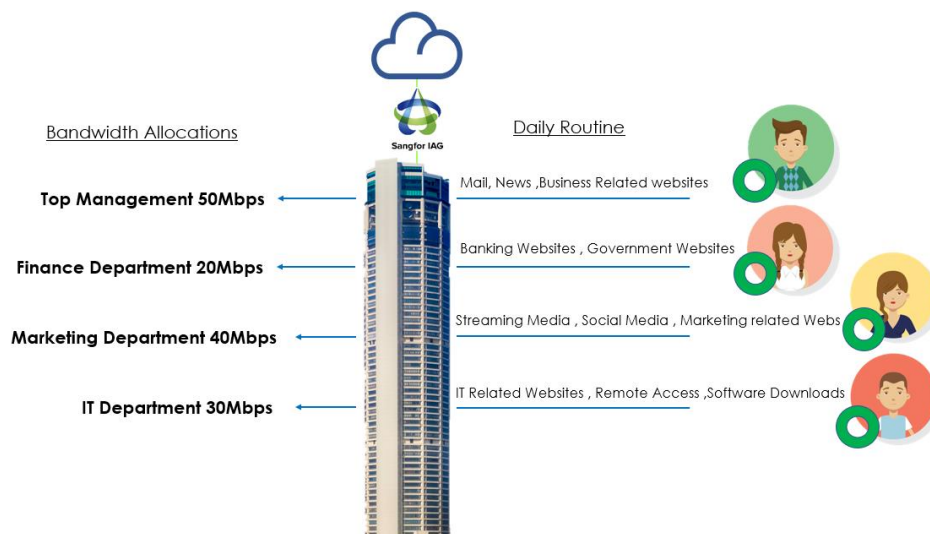 Sangfor IAG
Bandwidth Allocations
Daily Routine
Top Management 50Mbps
Mail, News ,Business Related websites
Finance Department 20Mbps
Banking Websites , Government Websites
Marketing Department 40Mbps
Streaming Media , Social Media , Marketing related Webs
IT Department 30Mbps
IT Related Websites , Remote Access ,Software Downloads